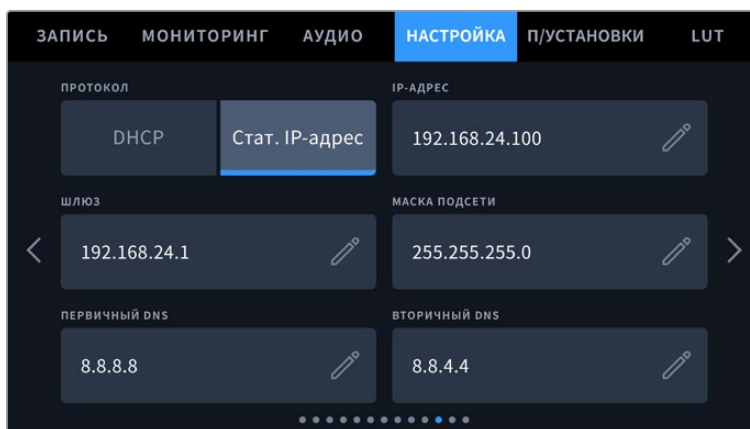 ЗАПИСЬ МОНИТОРИНГ АУДИО НАСТРОЙКА П/УСТАНОВКИ LUT
ПРОТОКОЛ IP-АДРЕС
DHCP Стат. IP-адрес 192.168.24.100
ШЛЮЗ МАСКА ПОДСЕТИ
192.168.24.1 255.255.255.0
ПЕРВИЧНЫЙ DNS ВТОРИЧНЫЙ DNS
8.8.8.8 8.8.4.4